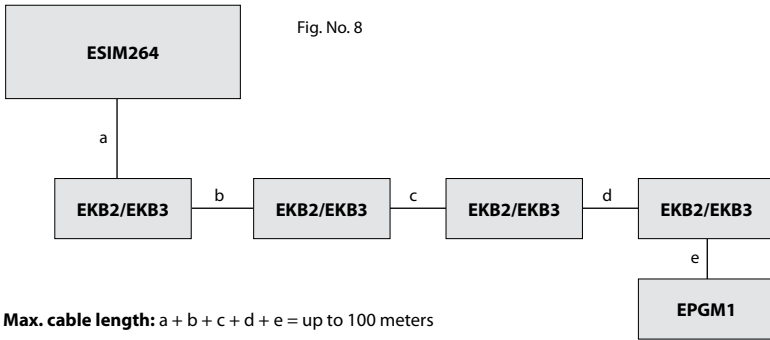 Fig. No. 8
ESIM264
a
EKB2/EKB3
b
EKB2/EKB3
c
EKB2/EKB3
d
EKB2/EKB3
e
EPGM1
Max. cable length: a + b + c + d + e = up to 100 meters